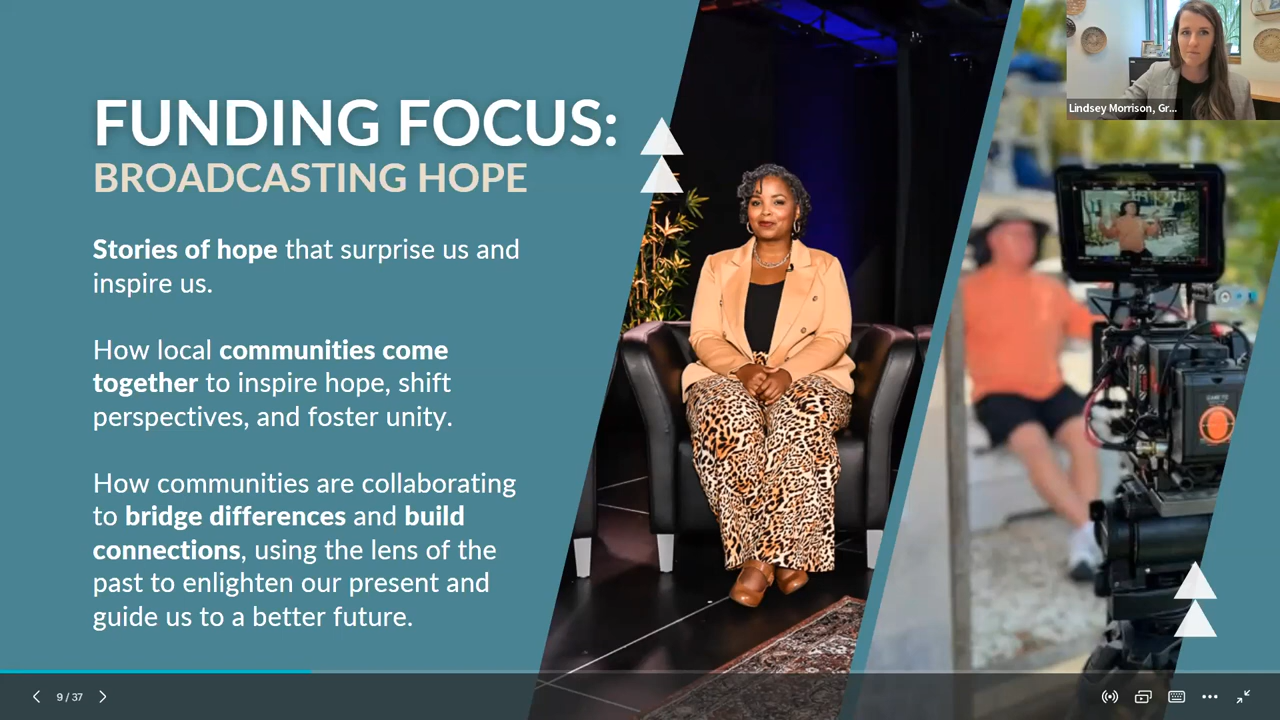 FUNDING FOCUS:
BROADCASTING HOPE
Stories of hope that surprise us and
inspire us.
How local communities come
together to inspire hope, shift
perspectives, and foster unity.
How communities are collaborating
to bridge differences and build
connections, using the lens of the
past to enlighten our present and
guide us to a better future.
Lindsey Morrison, Gr...
9 / 37